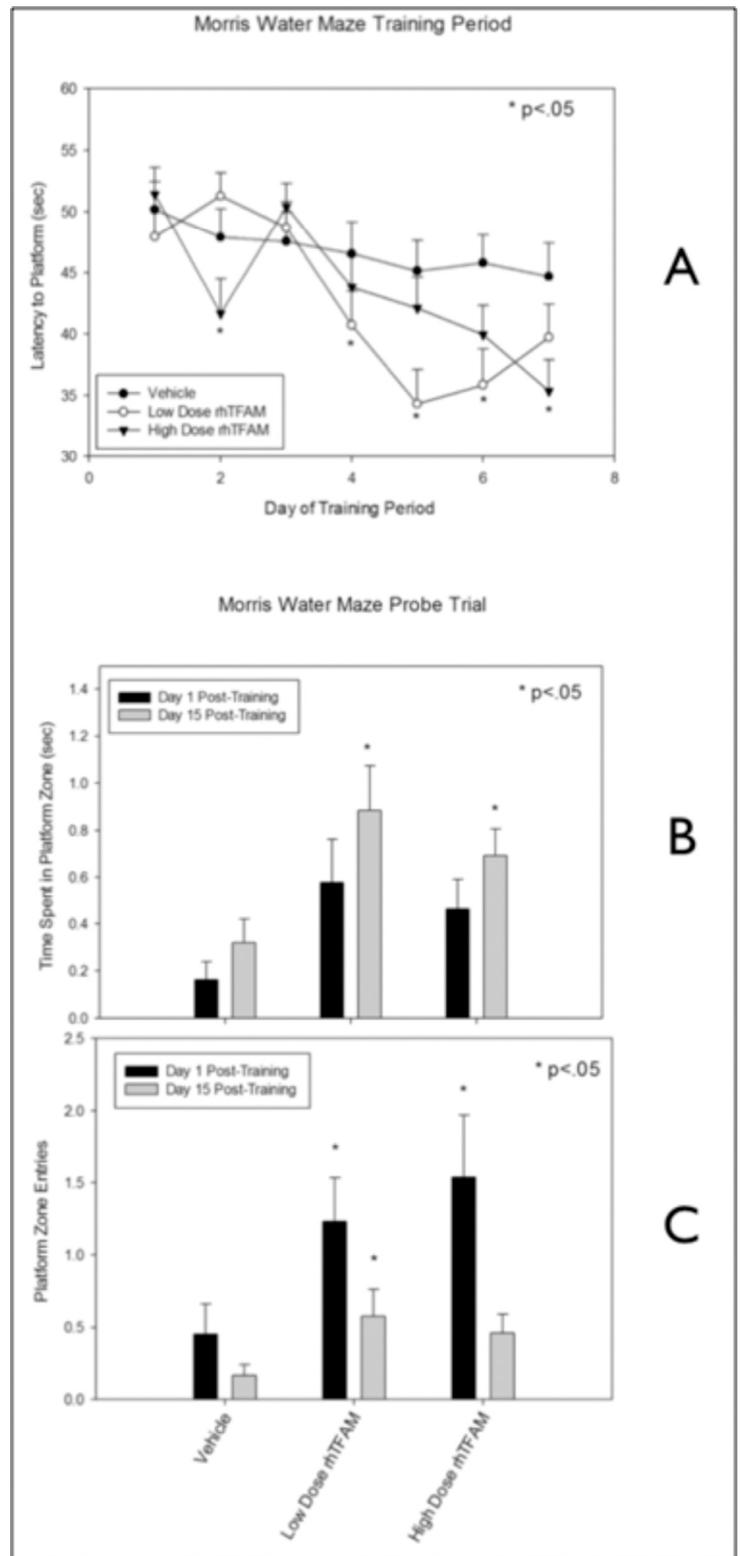 Morris Water Maze Training Period
A
* p<.05
Latency to Platform (sec)
60
55
50
45
40
35
30
* * * * *
Vehicle
Low Dose rhTFAM
High Dose rhTFAM
0 2 4 6 8
Day of Training Period
Morris Water Maze Probe Trial
B
* p<.05
Day 1 Post-Training
Day 15 Post-Training
Time Spent in Platform Zone (sec)
1.4
1.2
1.0
0.8
0.6
0.4
0.2
0.0
* *
C
* p<.05
Day 1 Post-Training
Day 15 Post-Training
Platform Zone Entries
2.5
2.0
1.5
1.0
0.5
0.0
* * *
Vehicle
Low Dose rhTFAM
High Dose rhTFAM